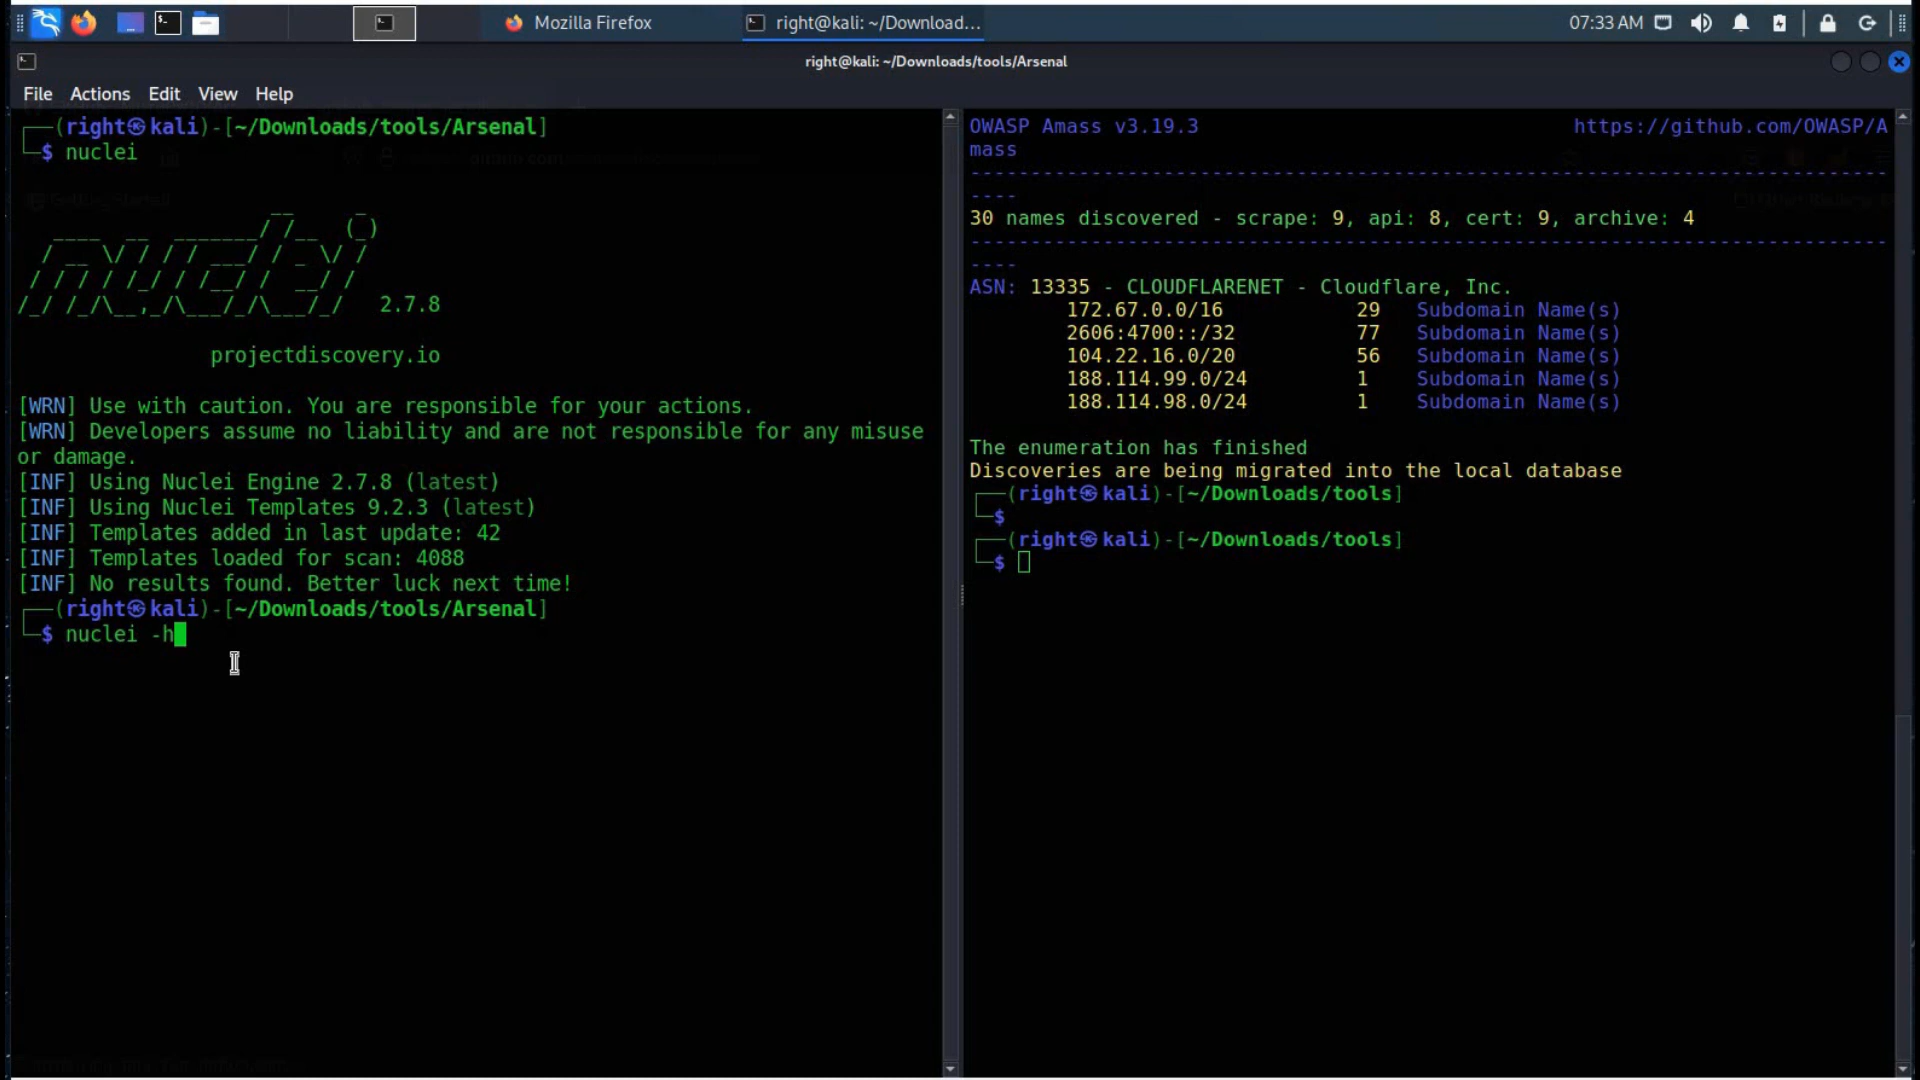 Mozilla Firefox
right@kali: ~/Download...
07:33 AM
right@kali: ~/Downloads/tools/Arsenal
File Actions Edit View Help
(right㉿kali)-[~/Downloads/tools/Arsenal]
$ nuclei
nuclei 2.7.8
projectdiscovery.io
[WRN] Use with caution. You are responsible for your actions.
[WRN] Developers assume no liability and are not responsible for any misuse
or damage.
[INF] Using Nuclei Engine 2.7.8 (latest)
[INF] Using Nuclei Templates 9.2.3 (latest)
[INF] Templates added in last update: 42
[INF] Templates loaded for scan: 4088
[INF] No results found. Better luck next time!
(right㉿kali)-[~/Downloads/tools/Arsenal]
$ nuclei -h
OWASP Amass v3.19.3 https://github.com/OWASP/A
mass
--------------------------------------------------------------------------------
----
30 names discovered - scrape: 9, api: 8, cert: 9, archive: 4
--------------------------------------------------------------------------------
----
ASN: 13335 - CLOUDFLARENET - Cloudflare, Inc.
172.67.0.0/16 29 Subdomain Name(s)
2606:4700::/32 77 Subdomain Name(s)
104.22.16.0/20 56 Subdomain Name(s)
188.114.99.0/24 1 Subdomain Name(s)
188.114.98.0/24 1 Subdomain Name(s)
The enumeration has finished
Discoveries are being migrated into the local database
(right㉿kali)-[~/Downloads/tools]
$
(right㉿kali)-[~/Downloads/tools]
$